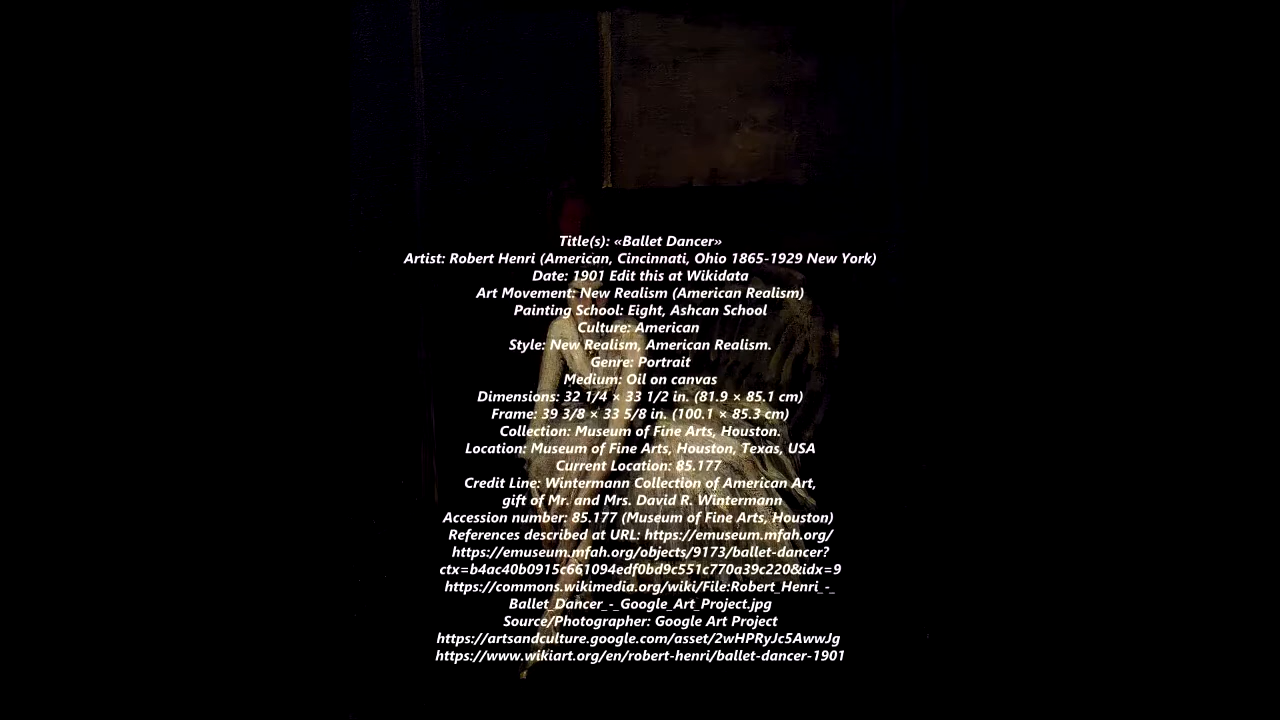 Title(s): «Ballet Dancer»
Artist: Robert Henri (American, Cincinnati, Ohio 1865-1929 New York)
Date: 1901 Edit this at Wikidata
Art Movement: New Realism (American Realism)
Painting School: Eight, Ashcan School
Culture: American
Style: New Realism, American Realism.
Genre: Portrait
Medium: Oil on canvas
Dimensions: 32 1/4 × 33 1/2 in. (81.9 × 85.1 cm)
Frame: 39 3/8 × 33 5/8 in. (100.1 × 85.3 cm)
Collection: Museum of Fine Arts, Houston.
Location: Museum of Fine Arts, Houston, Texas, USA
Current Location: 85.177
Credit Line: Wintermann Collection of American Art,
gift of Mr. and Mrs. David R. Wintermann
Accession number: 85.177 (Museum of Fine Arts, Houston)
References described at URL: https://emuseum.mfah.org/
https://emuseum.mfah.org/objects/9173/ballet-dancer?
ctx=b4ac40b0915c661094edf0bd9c551c770a39c220&idx=9
https://commons.wikimedia.org/wiki/File:Robert_Henri_-_
Ballet_Dancer_-_Google_Art_Project.jpg
Source/Photographer: Google Art Project
https://artsandculture.google.com/asset/2wHPRyJc5AwwJg
https://www.wikiart.org/en/robert-henri/ballet-dancer-1901